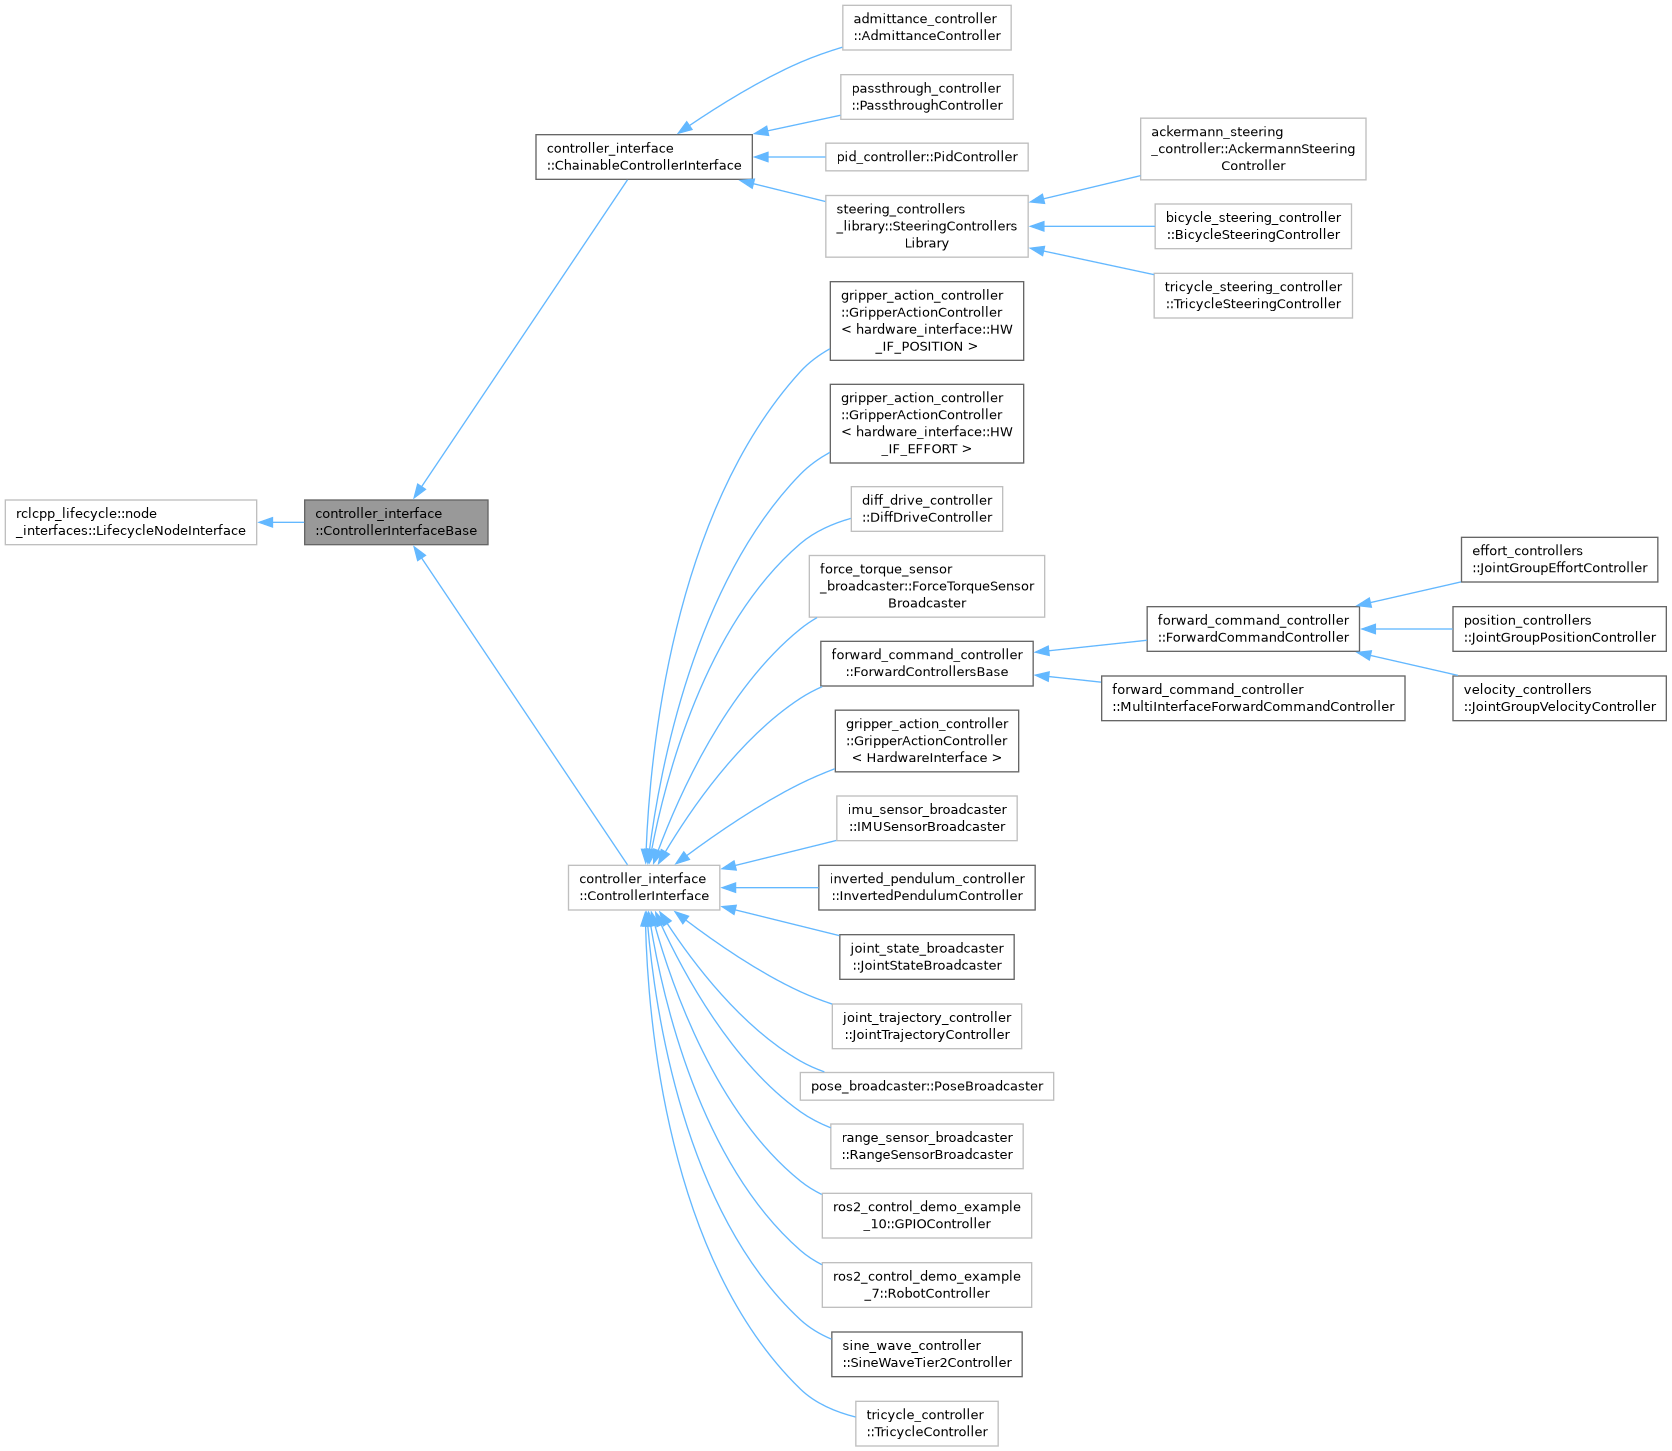 admittance_controller
::AdmittanceController
passthrough_controller
::PassthroughController
controller_interface
::ChainableControllerInterface
pid_controller::PidController
ackermann_steering
_controller::AckermannSteering
Controller
steering_controllers
_library::SteeringControllers
Library
bicycle_steering_controller
::BicycleSteeringController
tricycle_steering_controller
::TricycleSteeringController
gripper_action_controller
::GripperActionController
< hardware_interface::HW
_IF_POSITION >
gripper_action_controller
::GripperActionController
< hardware_interface::HW
_IF_EFFORT >
rclcpp_lifecycle::node
_interfaces::LifecycleNodeInterface
controller_interface
::ControllerInterfaceBase
diff_drive_controller
::DiffDriveController
force_torque_sensor
_broadcaster::ForceTorqueSensor
Broadcaster
effort_controllers
::JointGroupEffortController
forward_command_controller
::ForwardControllersBase
forward_command_controller
::ForwardCommandController
position_controllers
::JointGroupPositionController
forward_command_controller
::MultiInterfaceForwardCommandController
velocity_controllers
::JointGroupVelocityController
gripper_action_controller
::GripperActionController
< HardwareInterface >
imu_sensor_broadcaster
::IMUSensorBroadcaster
controller_interface
::ControllerInterface
inverted_pendulum_controller
::InvertedPendulumController
joint_state_broadcaster
::JointStateBroadcaster
joint_trajectory_controller
::JointTrajectoryController
pose_broadcaster::PoseBroadcaster
range_sensor_broadcaster
::RangeSensorBroadcaster
ros2_control_demo_example
_10::GPIOController
ros2_control_demo_example
_7::RobotController
sine_wave_controller
::SineWaveTier2Controller
tricycle_controller
::TricycleController